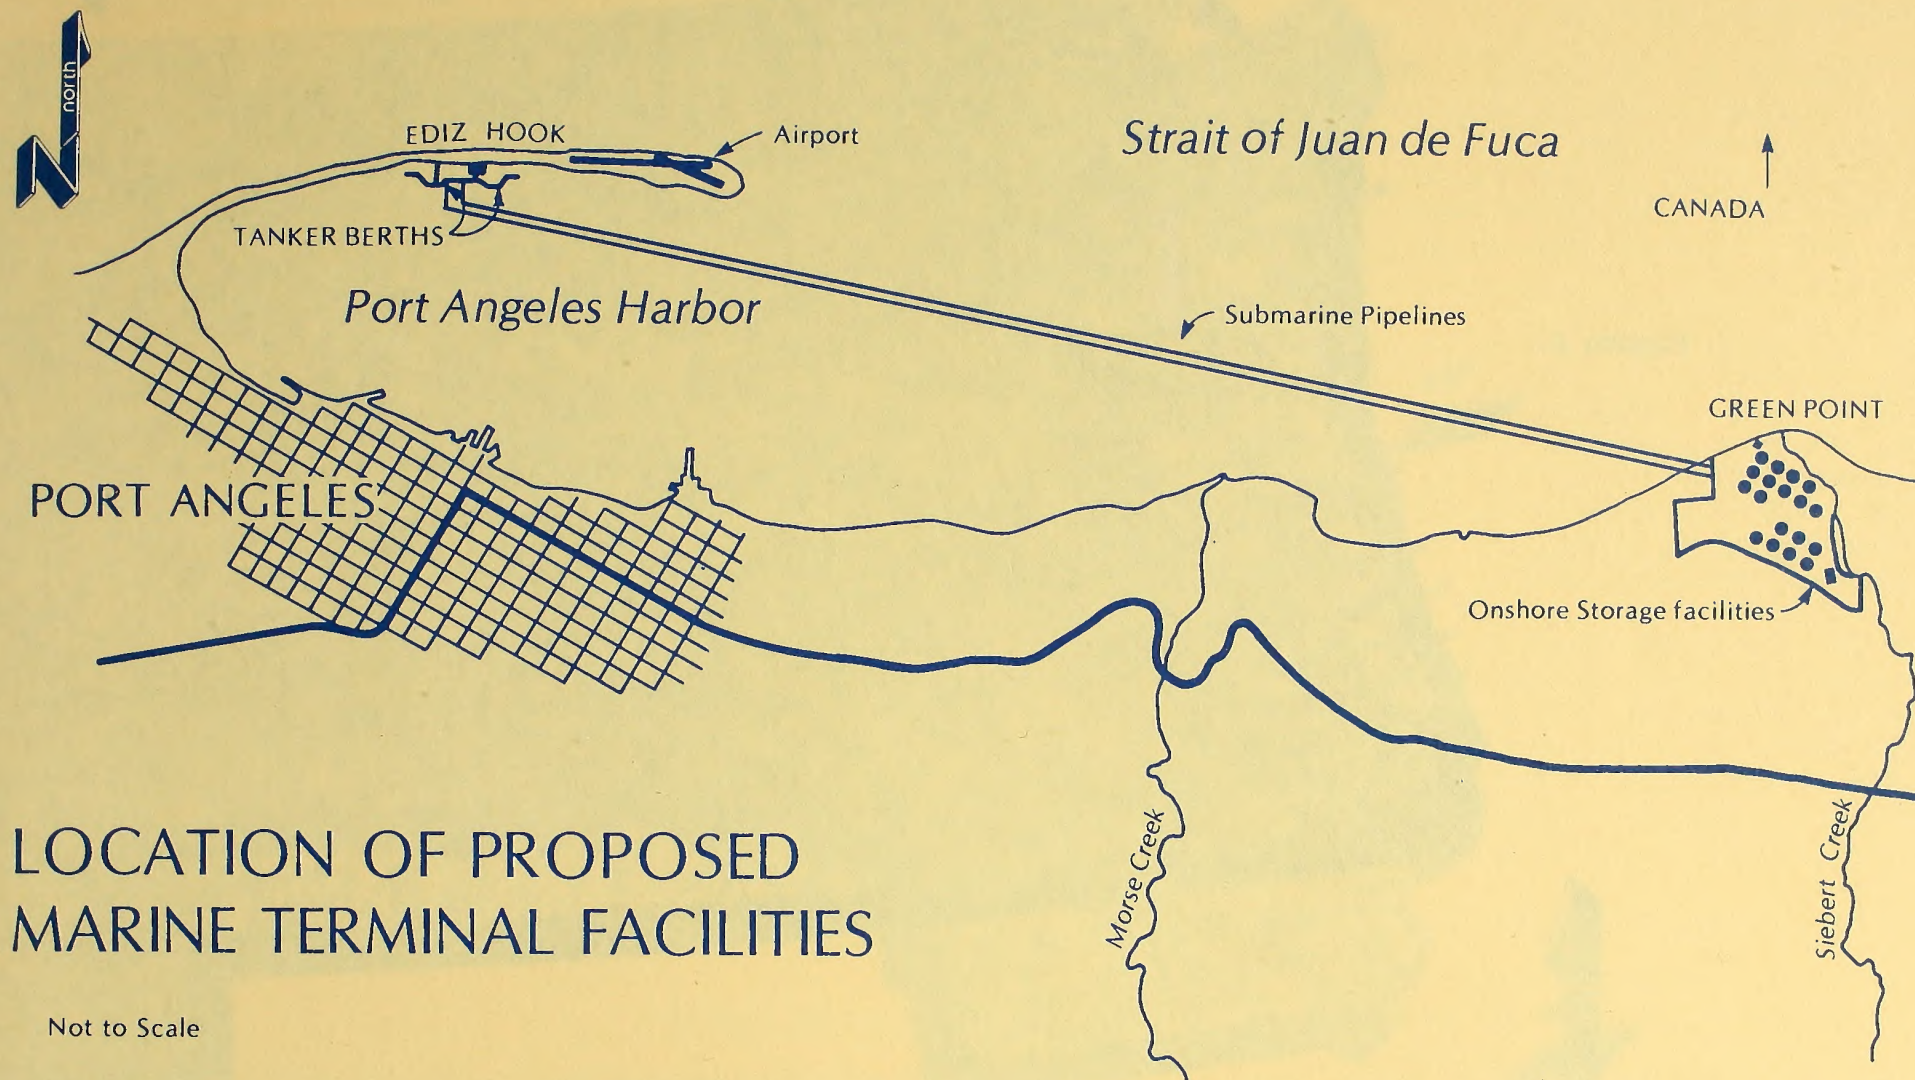 north
N
EDIZ HOOK
Airport
Strait of Juan de Fuca
CANADA
TANKER BERTHS
Port Angeles Harbor
Submarine Pipelines
GREEN POINT
PORT ANGELES
Onshore Storage facilities
Morse Creek
Siebert Creek
LOCATION OF PROPOSED
MARINE TERMINAL FACILITIES
Not to Scale